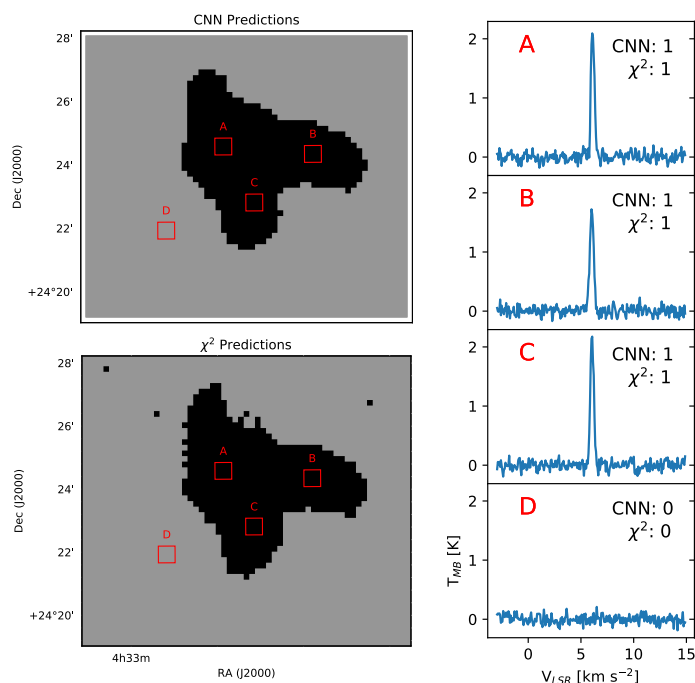 CNN Predictions
28'
26'
24'
22'
+24°20'
Dec (J2000)
A
B
C
D
χ² Predictions
28'
26'
24'
22'
+24°20'
Dec (J2000)
A
B
C
D
4h33m
RA (J2000)
A
CNN: 1
χ²: 1
2
1
0
B
CNN: 1
χ²: 1
2
1
0
C
CNN: 1
χ²: 1
2
1
0
D
CNN: 0
χ²: 0
2
1
0
T_MB [K]
0 5 10 15
V_LSR [km s⁻²]